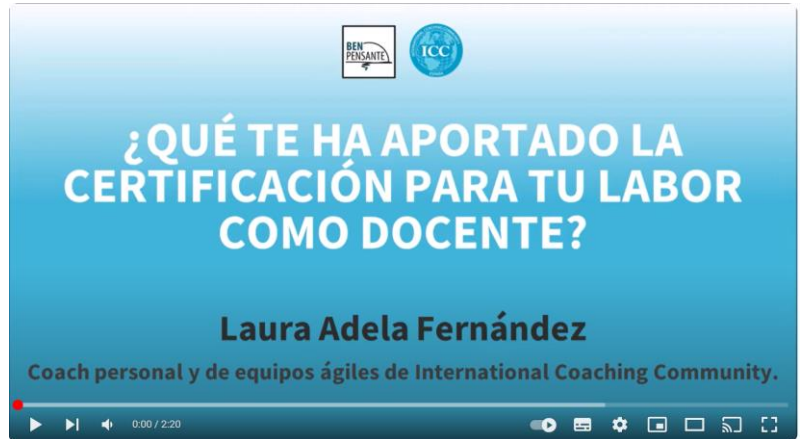 BEN
PENSANTE
ICC
¿QUÉ TE HA APORTADO LA
CERTIFICACIÓN PARA TU LABOR
COMO DOCENTE?
Laura Adela Fernández
Coach personal y de equipos ágiles de International Coaching Community.
0:00 / 2:20